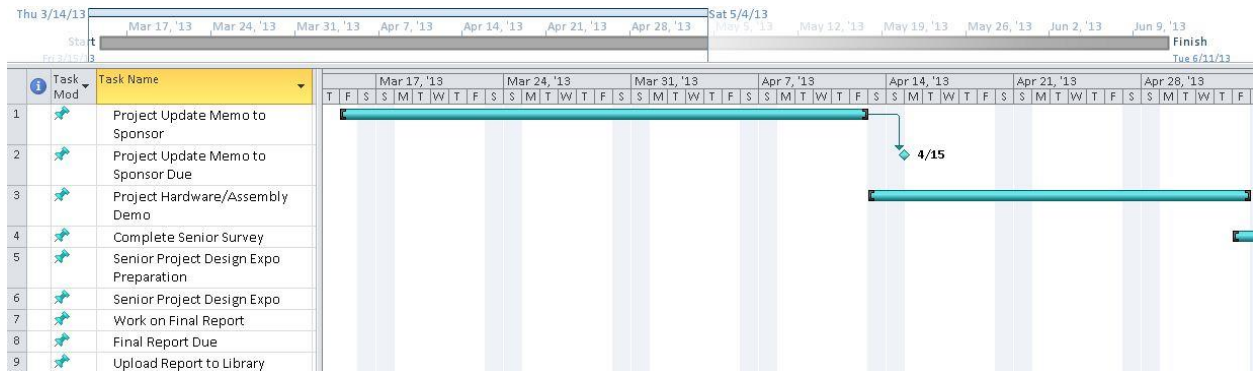 Thu 3/14/13 Sat 5/4/13
Mar 17, '13 Mar 24, '13 Mar 31, '13 Apr 7, '13 Apr 14, '13 Apr 21, '13 Apr 28, '13 May 5, '13 May 12, '13 May 19, '13 May 26, '13 Jun 2, '13 Jun 9, '13
Start Finish
Fri 3/15/13 Tue 6/11/13
Task Mod Task Name
Mar 17, '13 Mar 24, '13 Mar 31, '13 Apr 7, '13 Apr 14, '13 Apr 21, '13 Apr 28, '13
T F S S M T W T F S S M T W T F S S M T W T F S S M T W T F S S M T W T F S S M T W T F S S M T W T F
1 Project Update Memo to
Sponsor
2 Project Update Memo to
Sponsor Due
4/15
3 Project Hardware/Assembly
Demo
4 Complete Senior Survey
5 Senior Project Design Expo
Preparation
6 Senior Project Design Expo
7 Work on Final Report
8 Final Report Due
9 Upload Report to Library